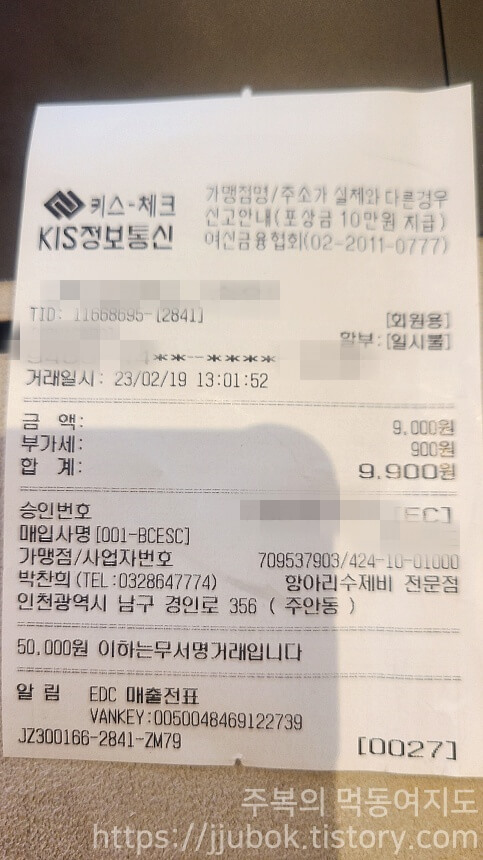 키스-체크
KIS정보통신
가맹점명/주소가 실제와 다른경우
신고안내(포상금 10만원 지급)
여신금융협회(02-2011-0777)
TID: 11668695-[2841]
[회원용]
할부:[일시불]
**--****
거래일시: 23/02/19 13:01:52
금 액: 9,000원
부가세: 900원
합 계: 9,900원
승인번호 [EC]
매입사명[001-BCESC]
가맹점/사업자번호 709537903/424-10-01000
박찬희(TEL:0328647774) 항아리수제비 전문점
인천광역시 남구 경인로 356 ( 주안동 )
50,000원 이하는무서명거래입니다
알 림 EDC 매출전표
VANKEY:0050048469122739
JZ300166-2841-ZM79
[0027]
주복의 먹동여지도
https://jjubok.tistory.com